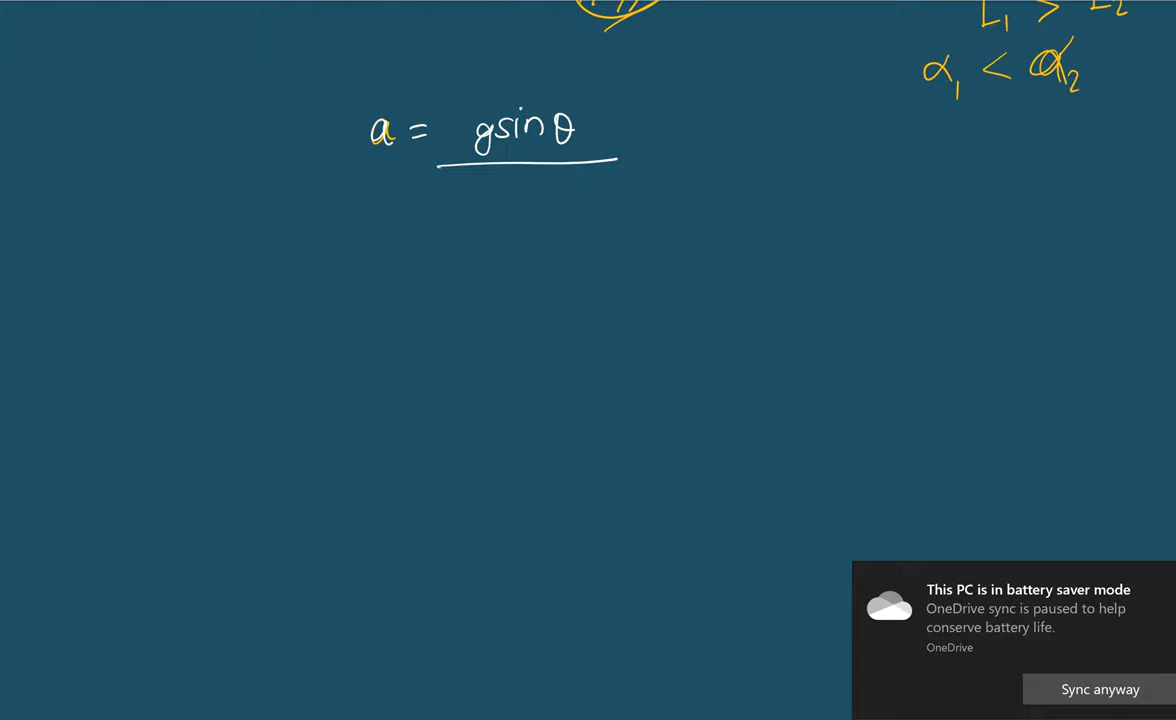 L₁ > L₂
α₁ < α₂
a = g sin θ
This PC is in battery saver mode
OneDrive sync is paused to help
conserve battery life.
OneDrive
Sync anyway